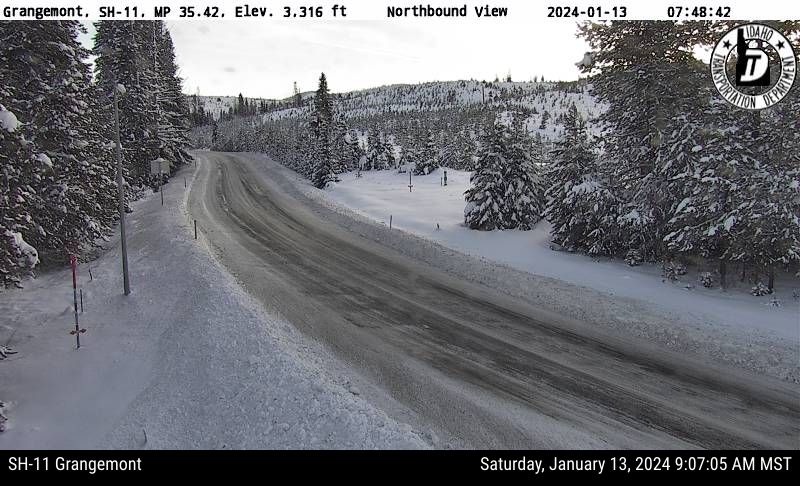 Grangemont, SH-11, MP 35.42, Elev. 3,316 ft Northbound View 2024-01-13 07:48:42
IDAHO
TRANSPORTATION DEPARTMENT
SH-11 Grangemont Saturday, January 13, 2024 9:07:05 AM MST